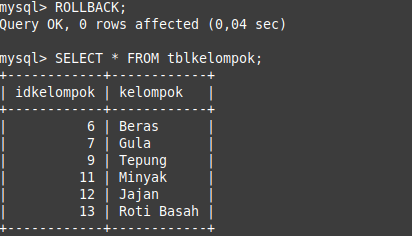 mysql> ROLLBACK;
Query OK, 0 rows affected (0,04 sec)
mysql> SELECT * FROM tblkelompok;
+------------+------------+
| idkelompok | kelompok   |
+------------+------------+
|          6 | Beras      |
|          7 | Gula       |
|          9 | Tepung     |
|         11 | Minyak     |
|         12 | Jajan      |
|         13 | Roti Basah |
+------------+------------+